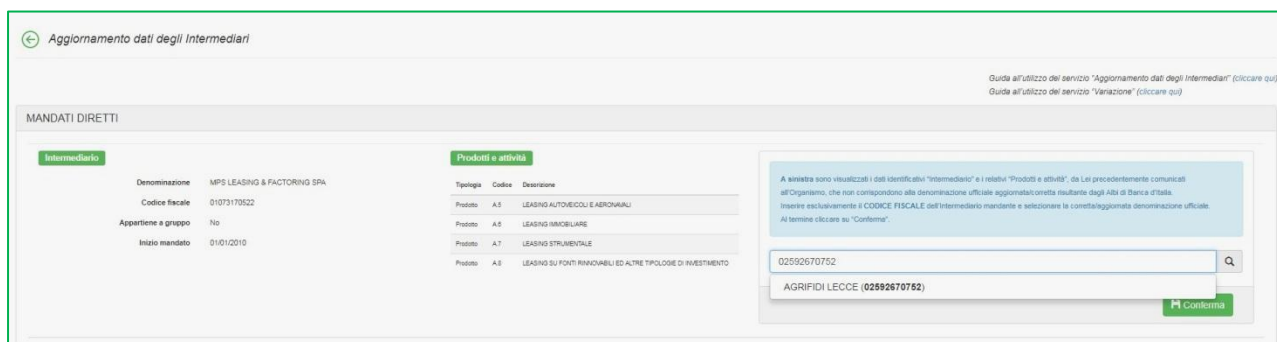 Aggiornamento dati degli Intermediari
Guida all'utilizzo del servizio "Aggiornamento dati degli Intermediari" (cliccare qui)
Guida all'utilizzo del servizio "Variazione" (cliccare qui)
MANDATI DIRETTI
Intermediario
Denominazione MPS LEASING & FACTORING SPA
Codice fiscale 01073170522
Appartiene a gruppo No
Inizio mandato 01/01/2010
Prodotti e attività
Tipologia Codice Descrizione
Prodotto A.5 LEASING AUTOVEICOLI E AERONAVALI
Prodotto A.6 LEASING IMMOBILIARE
Prodotto A.7 LEASING STRUMENTALE
Prodotto A.8 LEASING SU FONTI RINNOVABILI ED ALTRE TIPOLOGIE DI INVESTIMENTO
A sinistra sono visualizzati i dati identificativi "Intermediario" e i relativi "Prodotti e attività", da Lei precedentemente comunicati
all'Organismo, che non corrispondono alla denominazione ufficiale aggiornata/corretta risultante dagli Albi di Banca d'Italia.
Inserire esclusivamente il CODICE FISCALE dell'Intermediario mandante e selezionare la corretta/aggiornata denominazione ufficiale.
Al termine cliccare su "Conferma".
02592670752
AGRIFIDI LECCE (02592670752)
Conferma